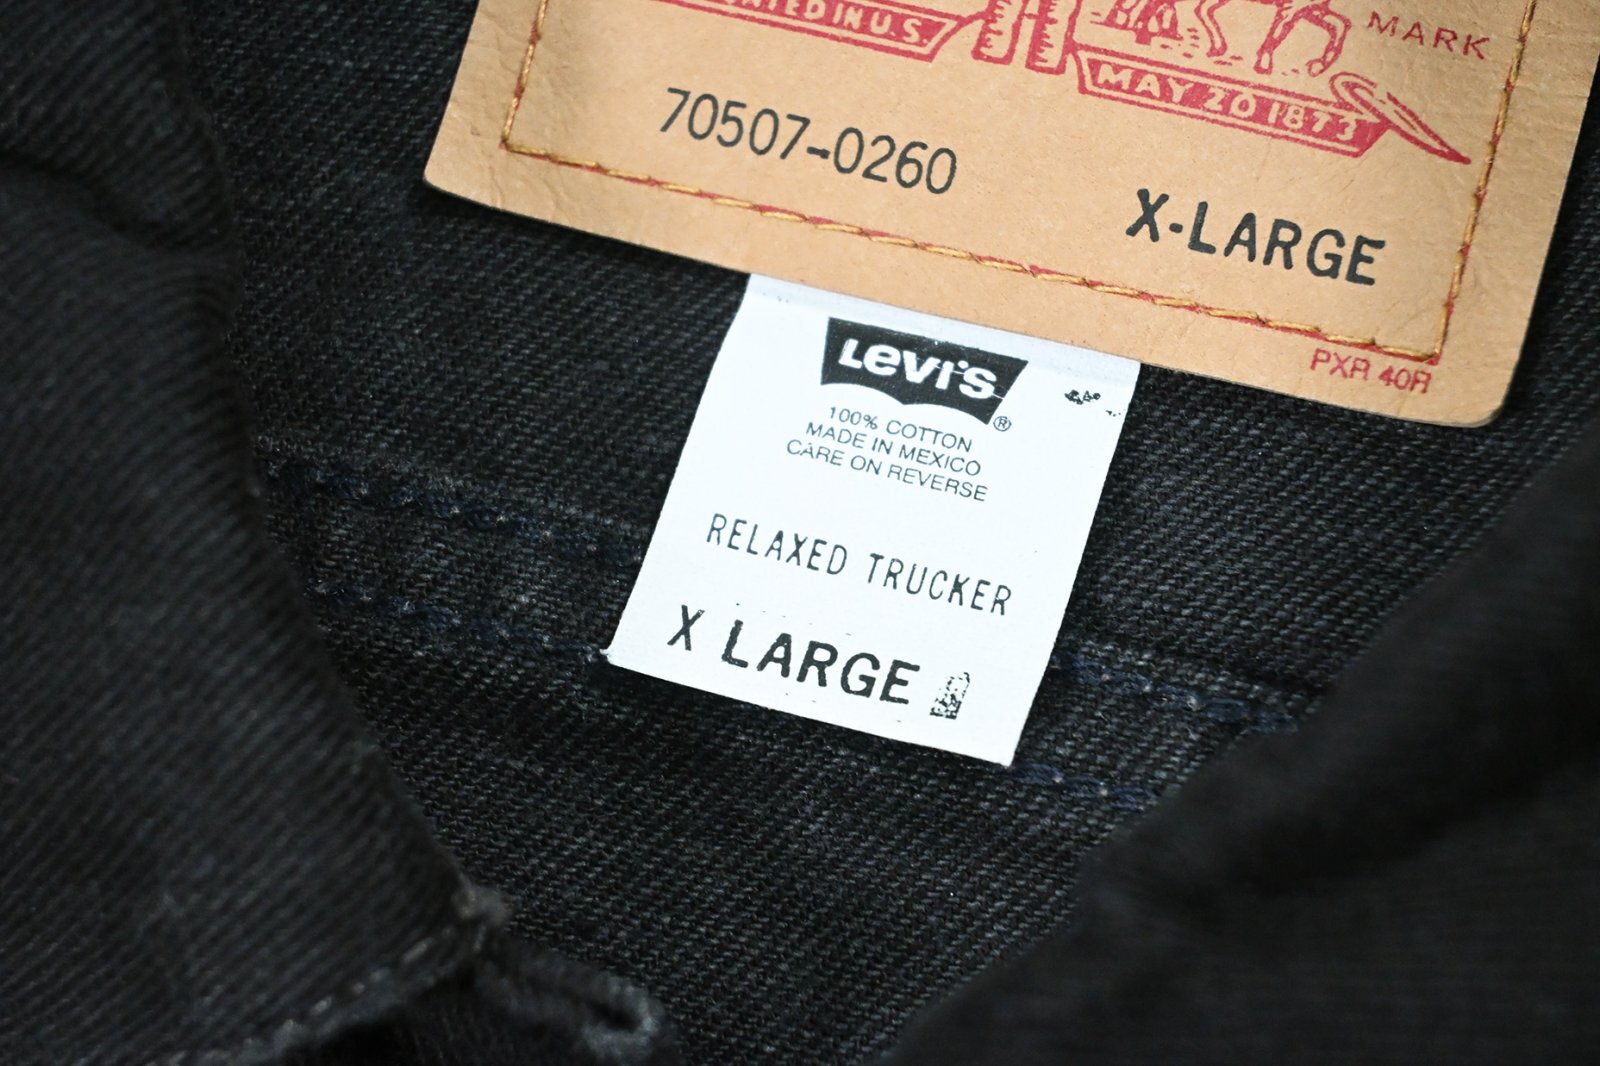 MARK
MAY 20 1873
70507-0260
X-LARGE
PXR 40R
LEVI'S
®
100% COTTON
MADE IN MEXICO
CARE ON REVERSE
RELAXED TRUCKER
X LARGE